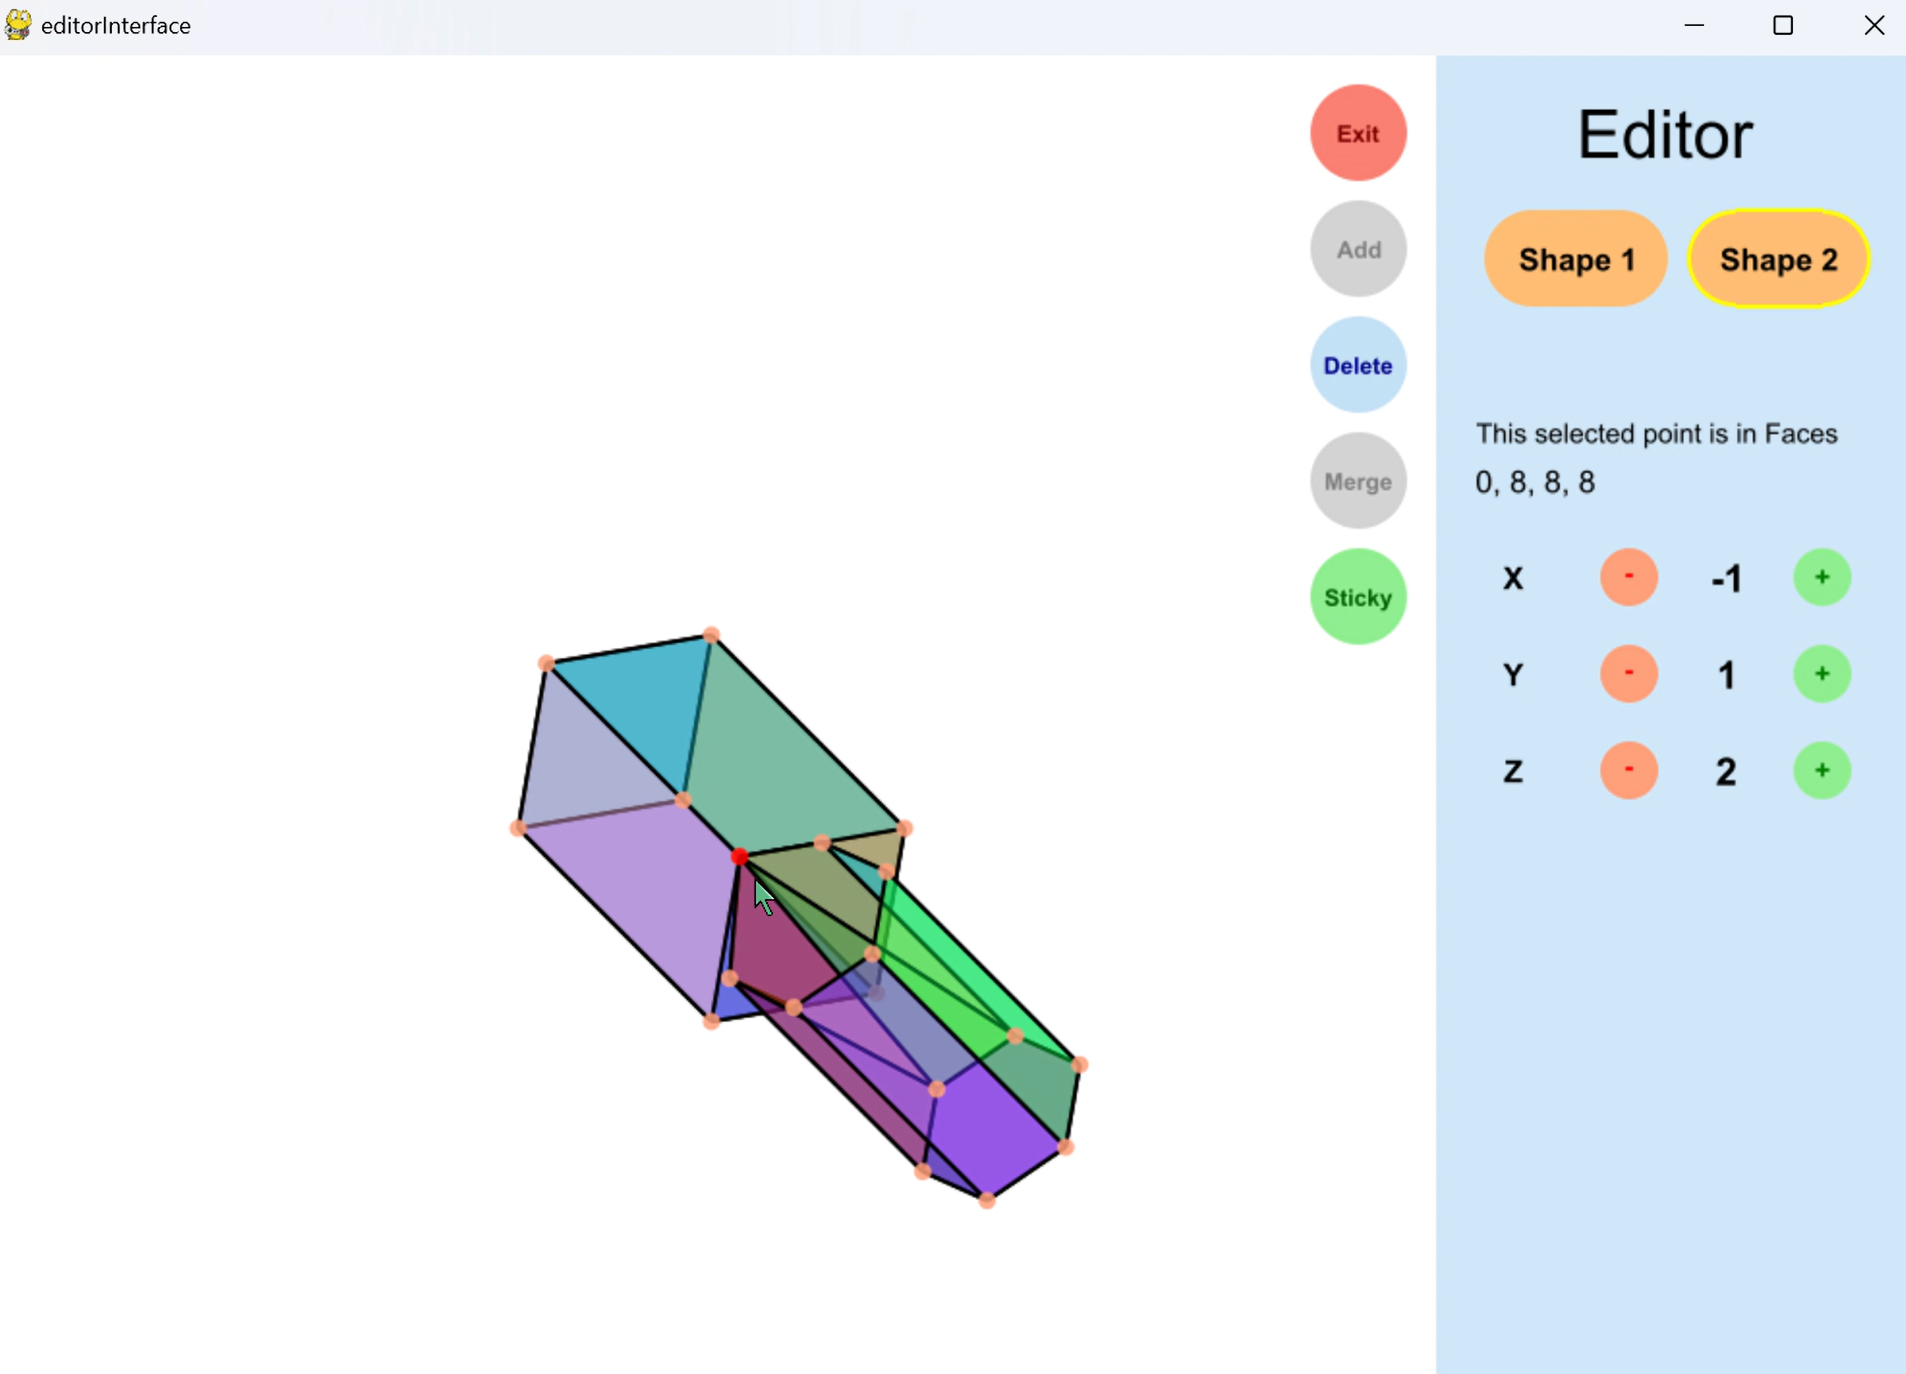 editorInterface
Exit
Add
Delete
Merge
Sticky
Editor
Shape 1 Shape 2
This selected point is in Faces
0, 8, 8, 8
X - -1 +
Y - 1 +
Z - 2 +